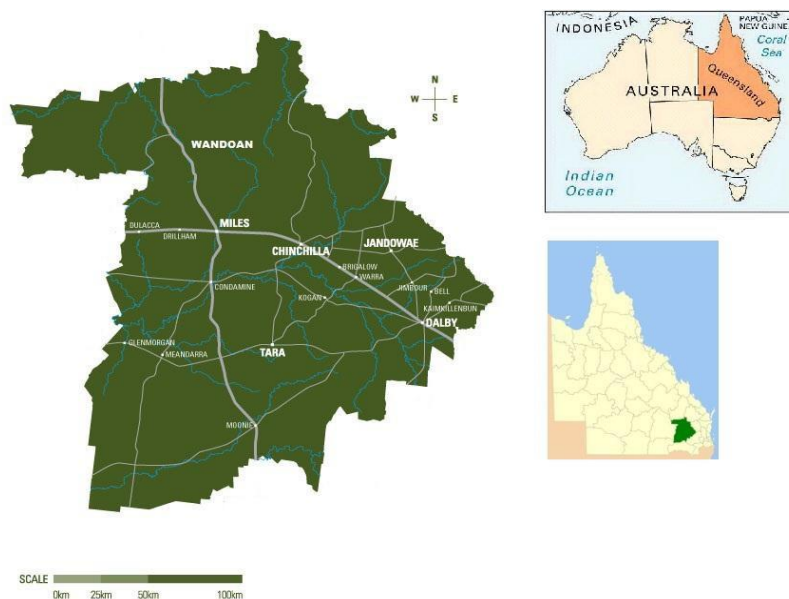 N
W E
S
WANDOAN
MILES
DULACCA
DRILLHAM
CHINCHILLA
JANDOWAE
BRIGALOW
WARRA
CONDAMINE
KOGAN
JIMBOUR
BELL
KAIMKILLENBUN
DALBY
GLENMORGAN
MEANDARRA
TARA
MOONIE
SCALE
0km 25km 50km 100km
INDONESIA
PAPUA
NEW GUINE
Coral
Sea
Queensland
AUSTRALIA
Indian
Ocean